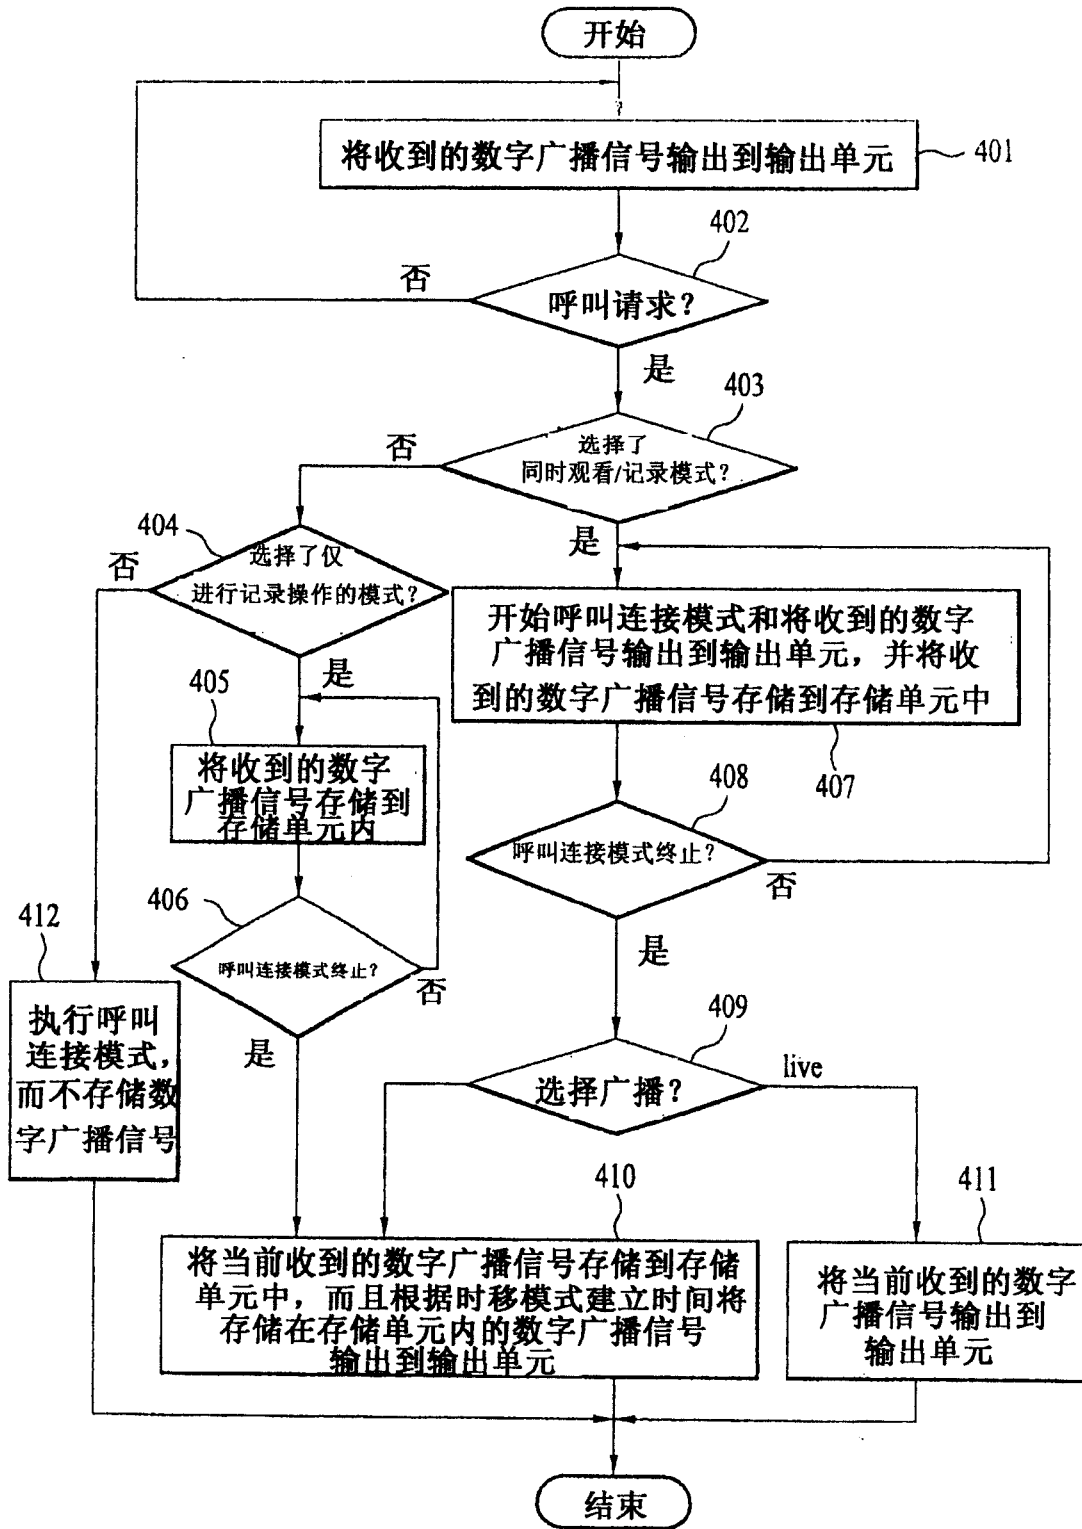 开始
将收到的数字广播信号输出到输出单元
401
402
否
呼叫请求？
是
403
否
选择了
同时观看/记录模式？
404
是
否
选择了仅
进行记录操作的模式？
开始呼叫连接模式和将收到的数字
广播信号输出到输出单元，并将收
到的数字广播信号存储到存储单元中
405
是
将收到的数字
广播信号存储到
存储单元内
407
408
呼叫连接模式终止？
否
406
412
是
呼叫连接模式终止？
否
执行呼叫
连接模式，
而不存储数
字广播信号
是
409
选择广播？
live
410
411
将当前收到的数字广播信号存储到存储
单元中，而且根据时移模式建立时间将
存储在存储单元内的数字广播信号
输出到输出单元
将当前收到的数字
广播信号输出到
输出单元
结束